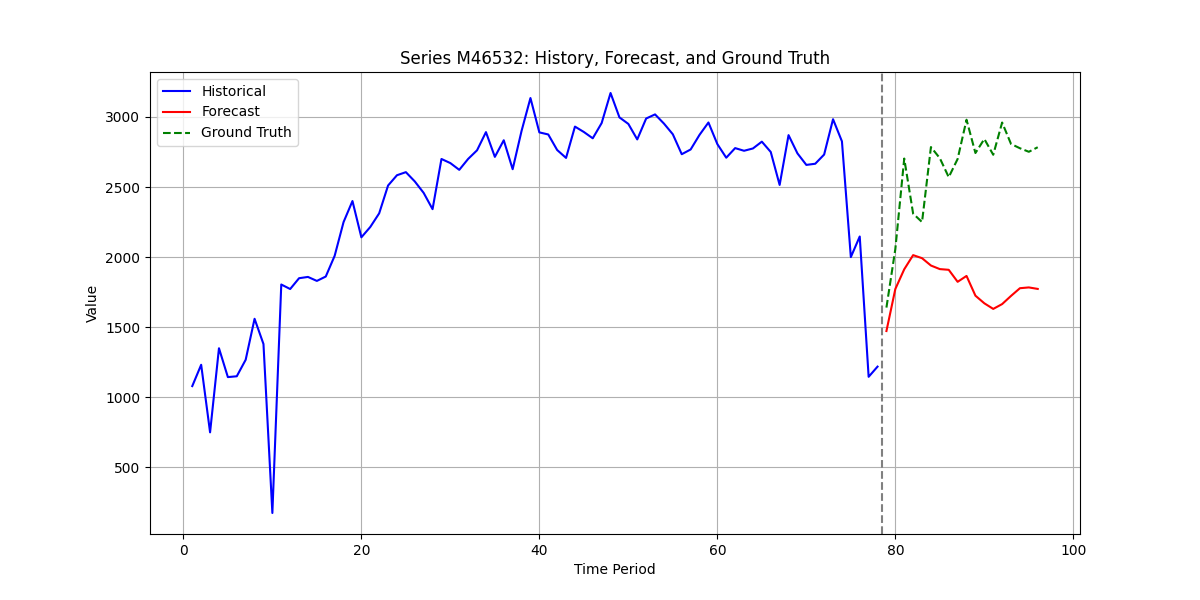 Series M46532: History, Forecast, and Ground Truth
Historical
Forecast
Ground Truth
3000
2500
2000
1500
1000
500
Value
0 20 40 60 80 100
Time Period